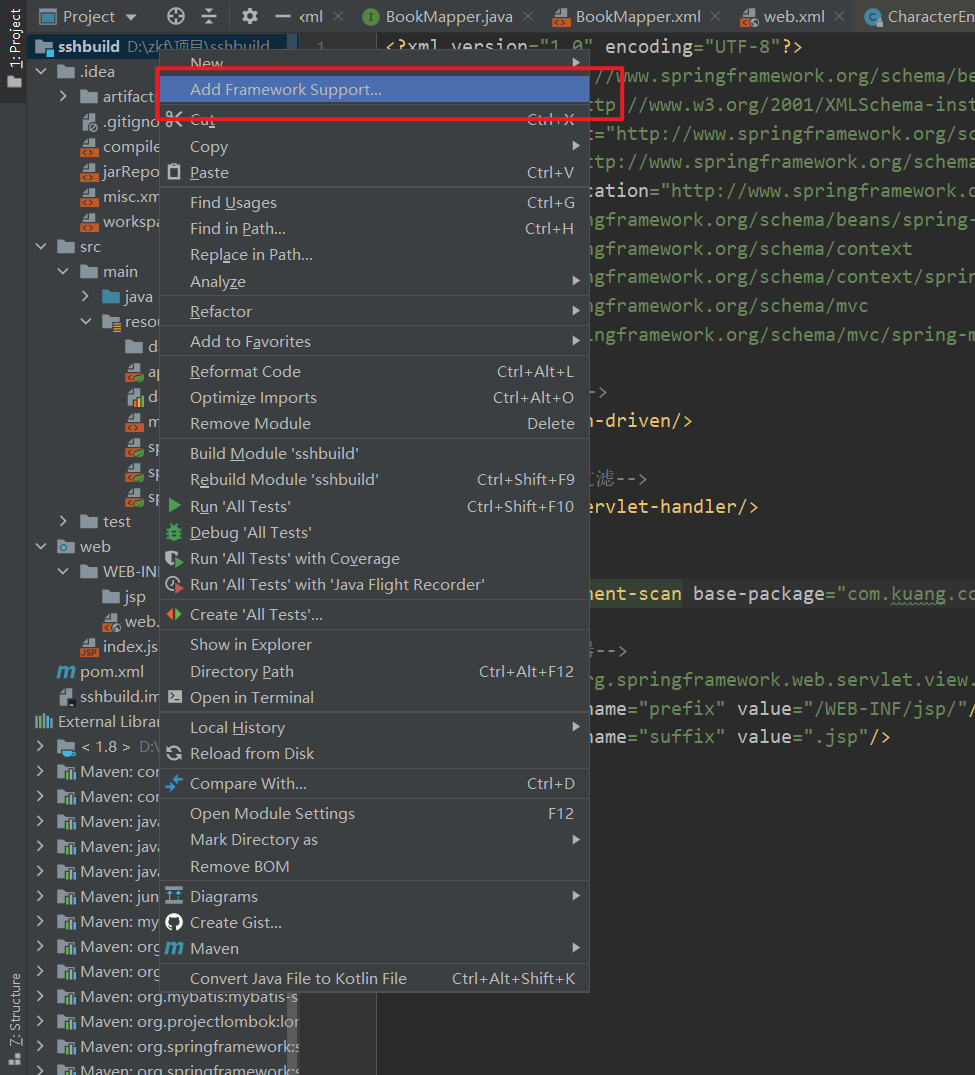 1: Project
Project
xml
BookMapper.java
BookMapper.xml
web.xml
CharacterEn
sshbuild D:\zkf\项目\sshbuild
1
<?xml version="1.0" encoding="UTF-8"?>
.idea
New
//www.springframework.org/schema/be
artifact
Add Framework Support...
tp://www.w3.org/2001/XMLSchema-inst
.gitigno
Cut Ctrl+X
t="http://www.springframework.org/sc
compile
Copy
ttp://www.springframework.org/schema
jarRepo
Paste Ctrl+V
misc.xm
cation="http://www.springframework.o
workspa
Find Usages Ctrl+G
ngframework.org/schema/beans/spring-
Find in Path... Ctrl+H
src
ngframework.org/schema/context
Replace in Path...
main
ngframework.org/schema/context/sprin
Analyze
java
ngframework.org/schema/mvc
Refactor
resou
ngframework.org/schema/mvc/spring-m
Add to Favorites
da
Reformat Code Ctrl+Alt+L
ap
-->
Optimize Imports Ctrl+Alt+O
da
n-driven/>
Remove Module Delete
m
Build Module 'sshbuild'
sp
Rebuild Module 'sshbuild' Ctrl+Shift+F9
sp
滤-->
Run 'All Tests' Ctrl+Shift+F10
sp
ervlet-handler/>
test
Debug 'All Tests'
web
Run 'All Tests' with Coverage
WEB-INF
Run 'All Tests' with 'Java Flight Recorder'
jsp
nent-scan base-package="com.kuang.co
Create 'All Tests'...
web.
index.js
Show in Explorer
-->
pom.xml
Directory Path Ctrl+Alt+F12
rg.springframework.web.servlet.view.
sshbuild.im
Open in Terminal
name="prefix" value="/WEB-INF/jsp/"/
External Librar
Local History
name="suffix" value=".jsp"/>
< 1.8 > D:\
Reload from Disk
Maven: con
Compare With... Ctrl+D
Maven: con
Open Module Settings F12
Maven: java
Mark Directory as
Maven: java
Remove BOM
Maven: java
Diagrams
Maven: jun
Create Gist...
Maven: my
Maven
Maven: org
Maven: org
Convert Java File to Kotlin File Ctrl+Alt+Shift+K
Maven: org.mybatis:mybatis-s
7: Structure
Maven: org.projectlombok:lon
Maven: org.springframework:s
Maven: org.springframework:s